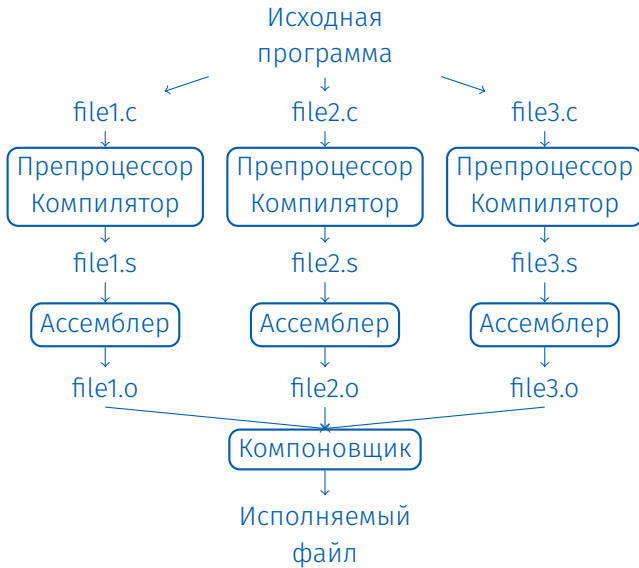 Исходная
программа
file1.c
file2.c
file3.c
Препроцессор
Компилятор
Препроцессор
Компилятор
Препроцессор
Компилятор
file1.s
file2.s
file3.s
Ассемблер
Ассемблер
Ассемблер
file1.o
file2.o
file3.o
Компоновщик
Исполняемый
файл